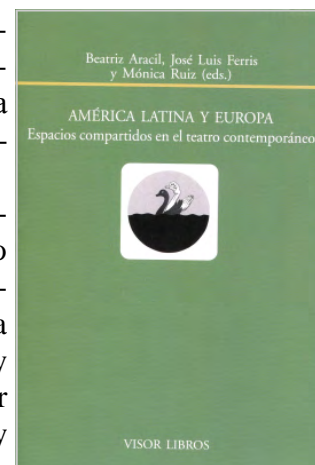 Beatriz Aracil, José Luis Ferris
y Mónica Ruiz (eds.)
AMÉRICA LATINA Y EUROPA
Espacios compartidos en el teatro contemporáneo
VISOR LIBROS